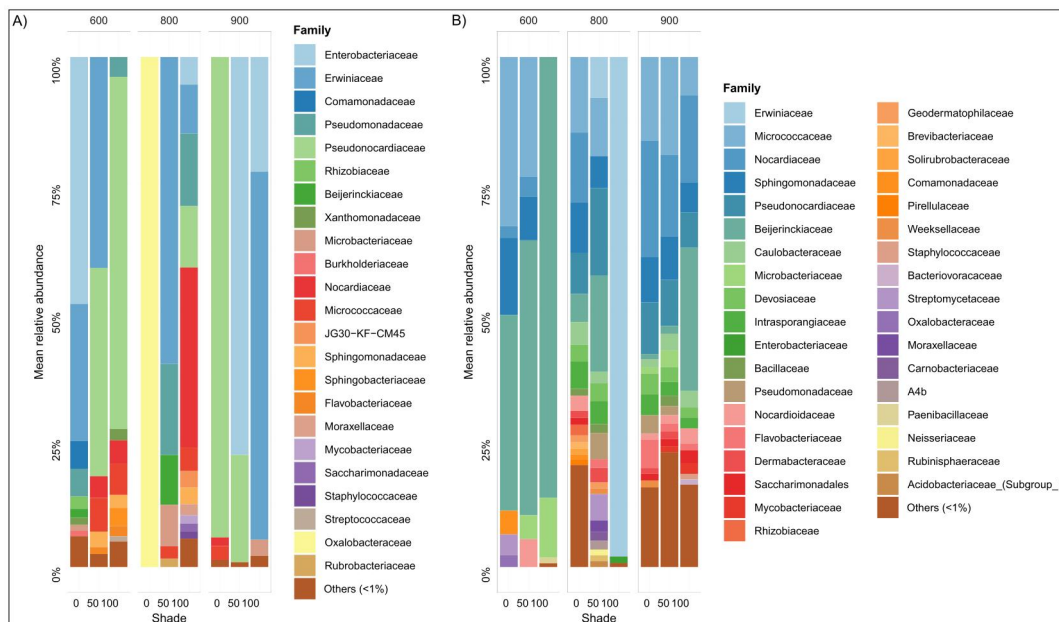 A)
600 800 900
Mean relative abundance
100%
75%
50%
25%
0%
0 50 100 0 50 100 0 50 100
Shade
Family
Enterobacteriaceae
Erwiniaceae
Comamonadaceae
Pseudomonadaceae
Pseudonocardiaceae
Rhizobiaceae
Beijerinckiaceae
Xanthomonadaceae
Microbacteriaceae
Burkholderiaceae
Nocardiaceae
Micrococcaceae
JG30−KF−CM45
Sphingomonadaceae
Sphingobacteriaceae
Flavobacteriaceae
Moraxellaceae
Mycobacteriaceae
Saccharimonadaceae
Staphylococcaceae
Streptococcaceae
Oxalobacteraceae
Rubrobacteriaceae
Others (<1%)
B)
600 800 900
Mean relative abundance
100%
75%
50%
25%
0%
0 50 100 0 50 100 0 50 100
Shade
Family
Erwiniaceae
Micrococcaceae
Nocardiaceae
Sphingomonadaceae
Pseudonocardiaceae
Beijerinckiaceae
Caulobacteraceae
Microbacteriaceae
Devosiaceae
Intrasporangiaceae
Enterobacteriaceae
Bacillaceae
Pseudomonadaceae
Nocardioidaceae
Flavobacteriaceae
Dermabacteraceae
Saccharimonadales
Mycobacteriaceae
Rhizobiaceae
Geodermatophilaceae
Brevibacteriaceae
Solirubrobacteraceae
Comamonadaceae
Pirellulaceae
Weeksellaceae
Staphylococcaceae
Bacteriovoracaceae
Streptomycetaceae
Oxalobacteraceae
Moraxellaceae
Carnobacteriaceae
A4b
Paenibacillaceae
Neisseriaceae
Rubinisphaeraceae
Acidobacteriaceae_(Subgroup_
Others (<1%)